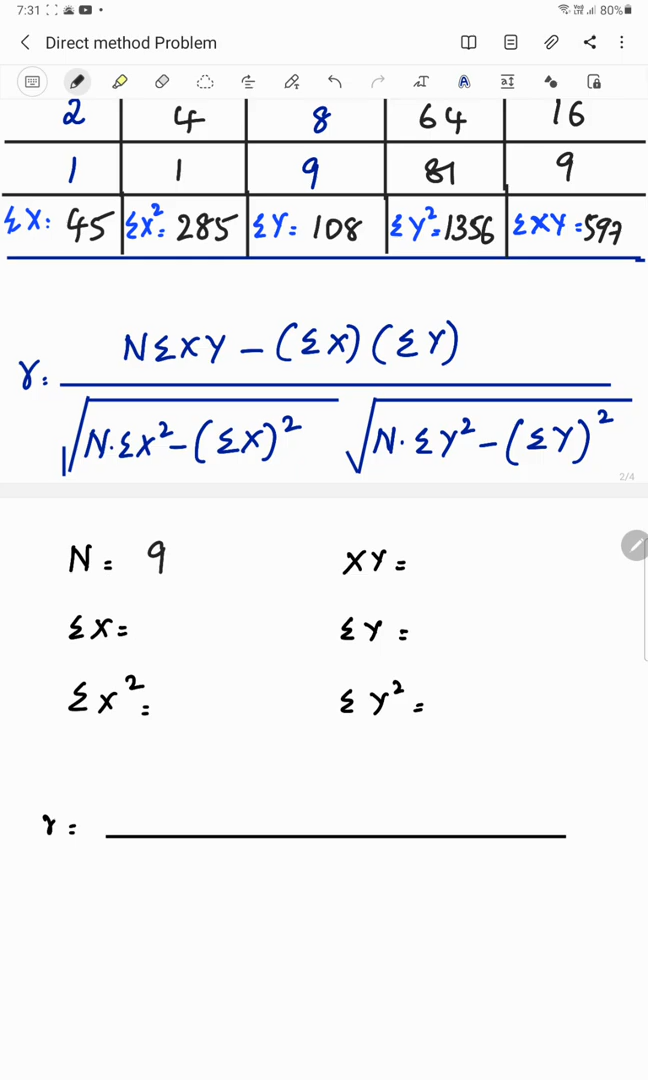 7:31 80%
Direct method Problem
2 4 8 64 16
1 1 9 81 9
ΣX: 45 Σx²= 285 ΣY= 108 ΣY²=1356 ΣXY=597
NΣXY - (ΣX) (ΣY)
r:
√N·Σx²-(ΣX)² √N·ΣY²-(ΣY)²
2/4
N= 9 XY=
ΣX= ΣY=
Σx²= ΣY²=
r=